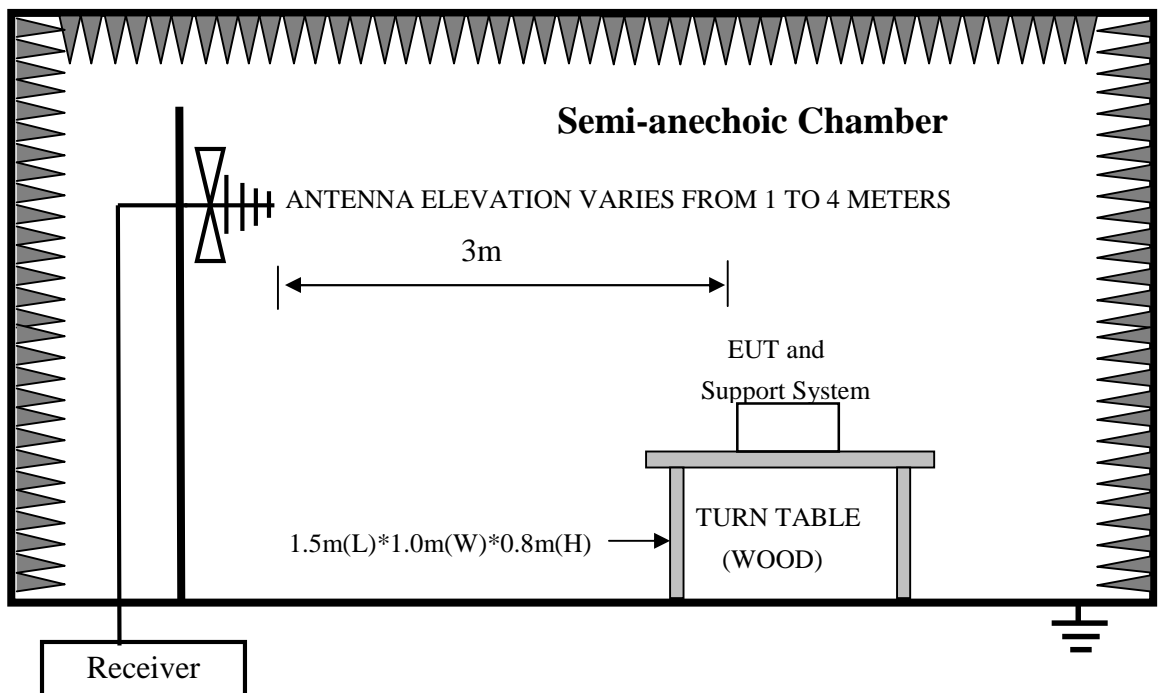 Semi-anechoic Chamber
ANTENNA ELEVATION VARIES FROM 1 TO 4 METERS
3m
EUT and
Support System
TURN TABLE
(WOOD)
1.5m(L)*1.0m(W)*0.8m(H)
Receiver